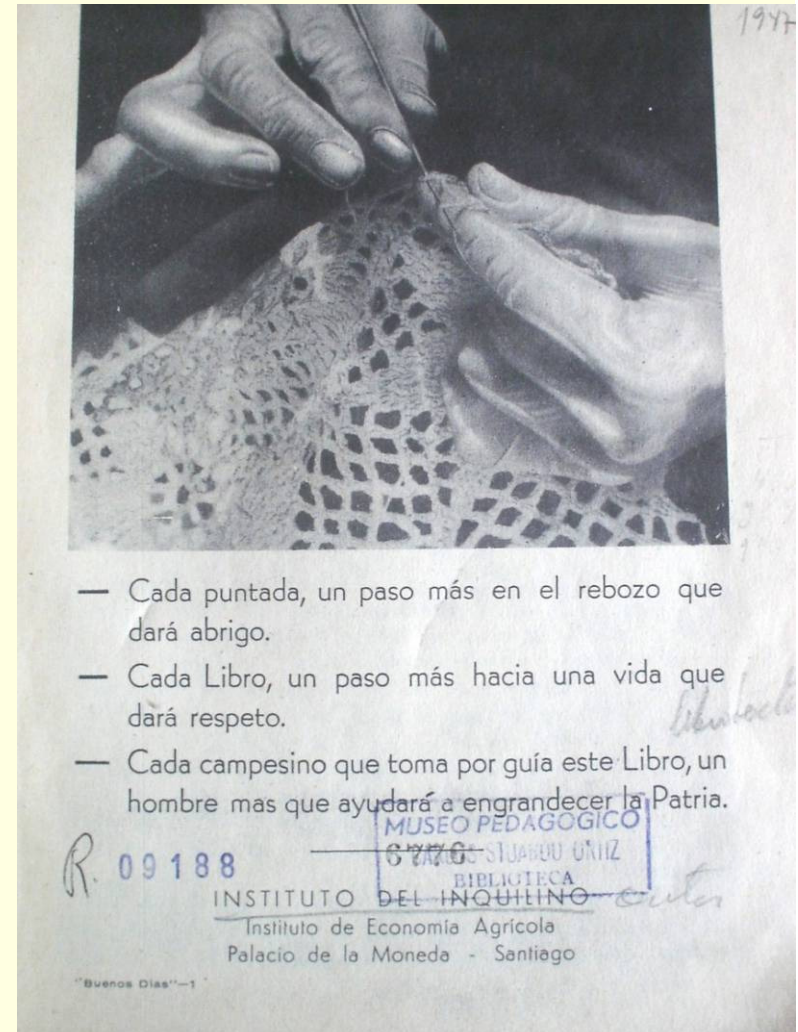 1947
— Cada puntada, un paso más en el rebozo que
dará abrigo.
— Cada Libro, un paso más hacia una vida que
dará respeto.
— Cada campesino que toma por guía este Libro, un
hombre mas que ayudará a engrandecer la Patria.
MUSEO PEDAGOGICO
R. 09188
6776
BIBLIOTECA
INSTITUTO DEL INQUILINO
Instituto de Economía Agrícola
Palacio de la Moneda - Santiago
"Buenos Días"—1